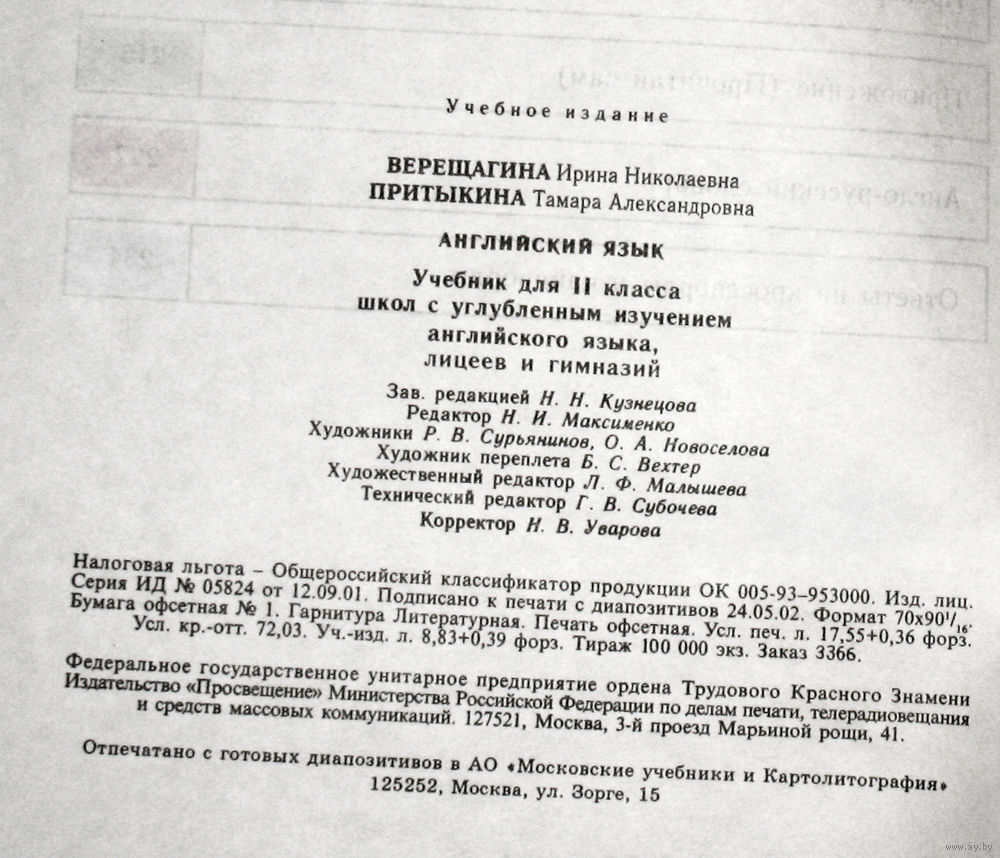 Учебное издание
ВЕРЕЩАГИНА Ирина Николаевна
ПРИТЫКИНА Тамара Александровна
АНГЛИЙСКИЙ ЯЗЫК
Учебник для II класса
школ с углубленным изучением
английского языка,
лицеев и гимназий
Зав. редакцией Н. Н. Кузнецова
Редактор Н. И. Максименко
Художники Р. В. Сурьянинов, О. А. Новоселова
Художник переплета Б. С. Вехтер
Художественный редактор Л. Ф. Малышева
Технический редактор Г. В. Субочева
Корректор Н. В. Уварова
Налоговая льгота – Общероссийский классификатор продукции ОК 005-93–953000. Изд. лиц.
Серия ИД № 05824 от 12.09.01. Подписано к печати с диапозитивов 24.05.02. Формат 70х90¹/₁₆.
Бумага офсетная № 1. Гарнитура Литературная. Печать офсетная. Усл. печ. л. 17,55+0,36 форз.
Усл. кр.-отт. 72,03. Уч.-изд. л. 8,83+0,39 форз. Тираж 100 000 экз. Заказ 3366.
Федеральное государственное унитарное предприятие ордена Трудового Красного Знамени
Издательство «Просвещение» Министерства Российской Федерации по делам печати, телерадиовещания
и средств массовых коммуникаций. 127521, Москва, 3-й проезд Марьиной рощи, 41.
Отпечатано с готовых диапозитивов в АО «Московские учебники и Картолитография»
125252, Москва, ул. Зорге, 15
www.ay.by